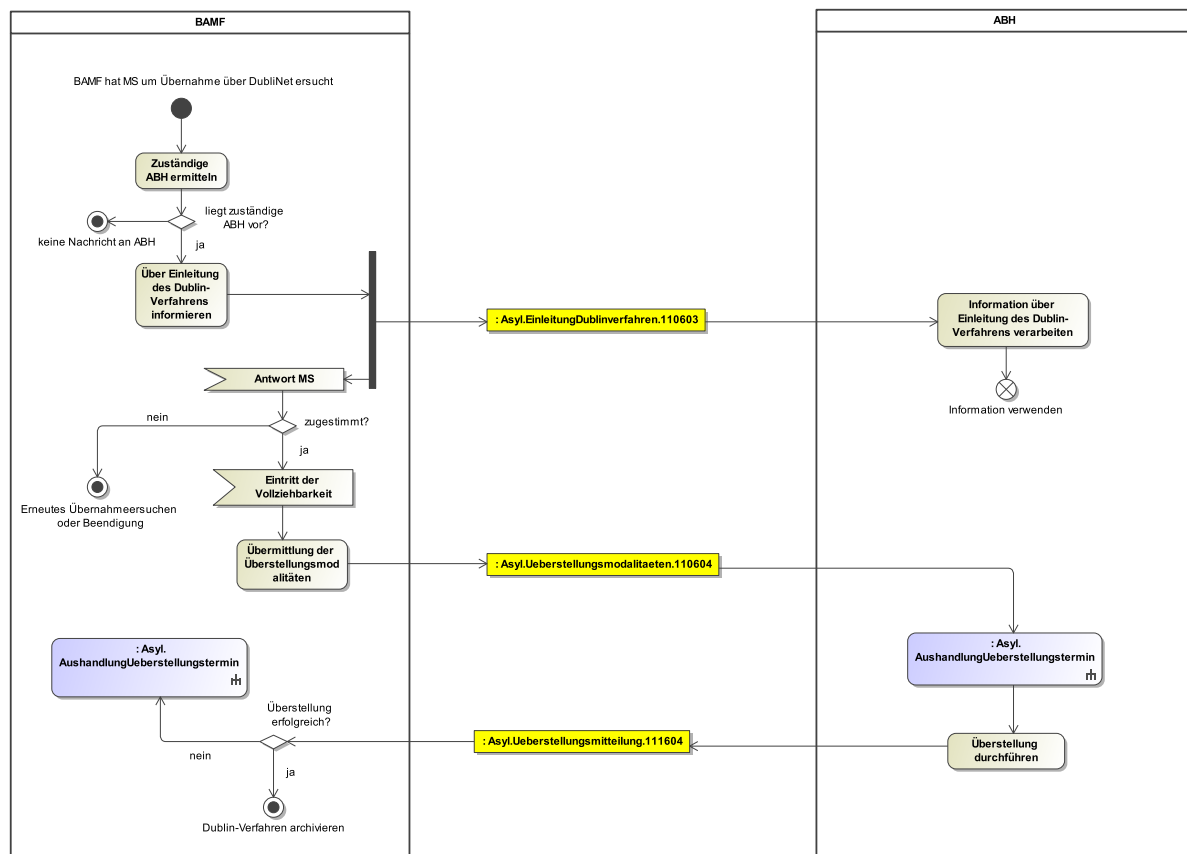 BAMF
ABH
BAMF hat MS um Übernahme über DubliNet ersucht
Zuständige
ABH ermitteln
liegt zuständige
ABH vor?
keine Nachricht an ABH
ja
Über Einleitung
des Dublin-
Verfahrens
informieren
: Asyl.EinleitungDublinverfahren.110603
Information über
Einleitung des Dublin-
Verfahrens verarbeiten
Information verwenden
Antwort MS
nein
zugestimmt?
ja
Eintritt der
Vollziehbarkeit
Erneutes Übernahmeersuchen
oder Beendigung
Übermittlung der
Überstellungsmod
alitäten
: Asyl.Ueberstellungsmodalitaeten.110604
: Asyl.
AushandlungUeberstellungstermin
: Asyl.
AushandlungUeberstellungstermin
Überstellung
erfolgreich?
nein
: Asyl.Ueberstellungsmitteilung.111604
Überstellung
durchführen
ja
Dublin-Verfahren archivieren